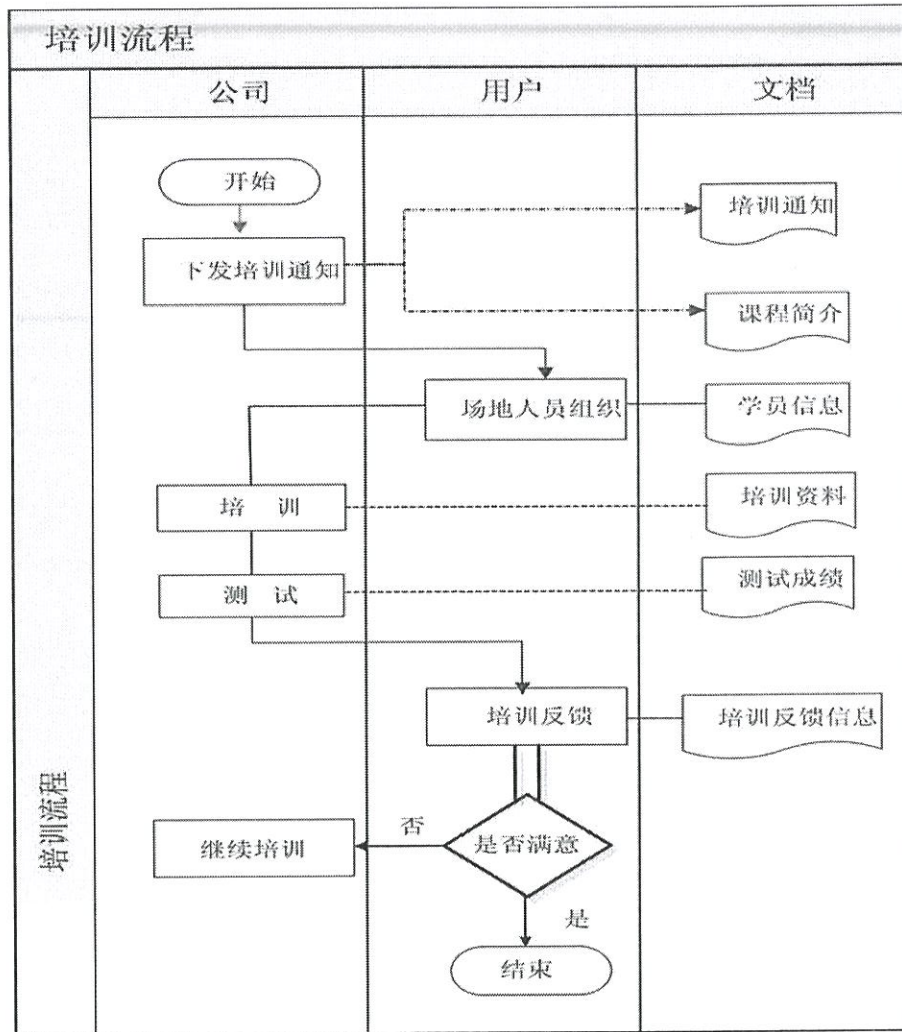 培训流程
公司 用户 文档
开始
培训通知
下发培训通知
课程简介
场地人员组织 学员信息
培 训 培训资料
测 试 测试成绩
培训反馈 培训反馈信息
培训流程
否
继续培训 是否满意
是
结束